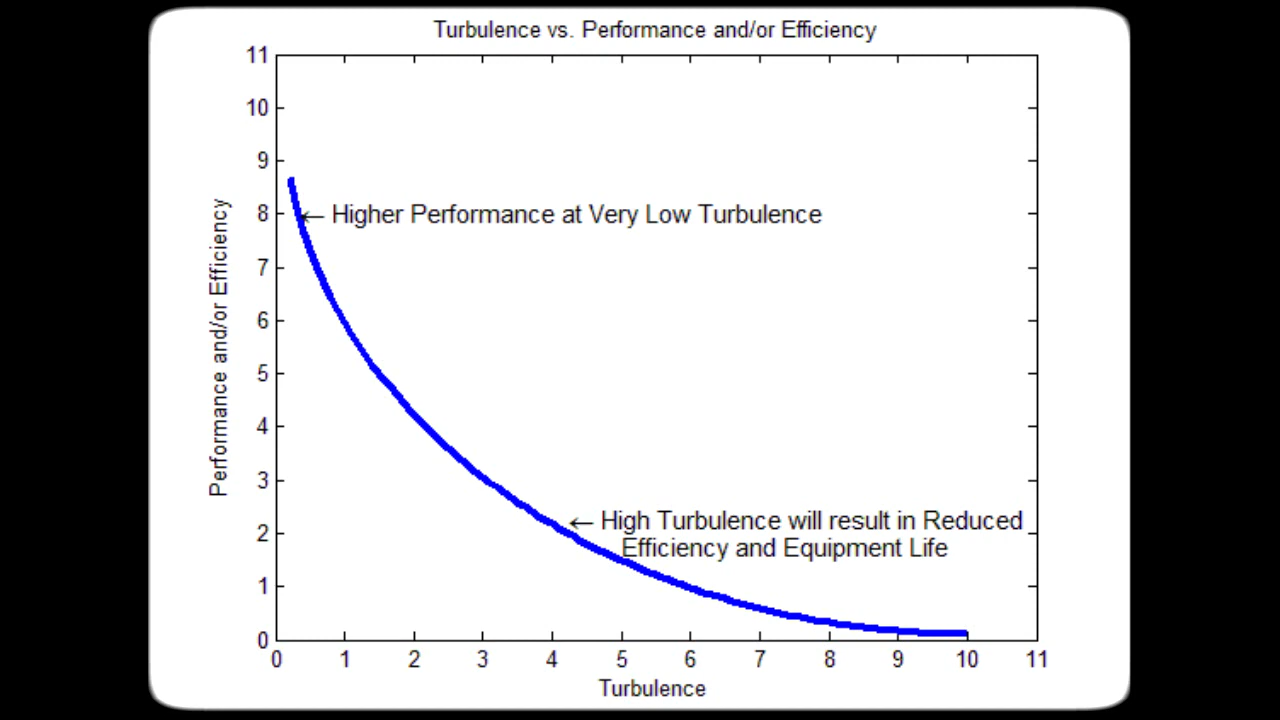 Turbulence vs. Performance and/or Efficiency
11
10
9
8
7
6
5
4
3
2
1
0
Performance and/or Efficiency
← Higher Performance at Very Low Turbulence
← High Turbulence will result in Reduced
Efficiency and Equipment Life
0 1 2 3 4 5 6 7 8 9 10 11
Turbulence